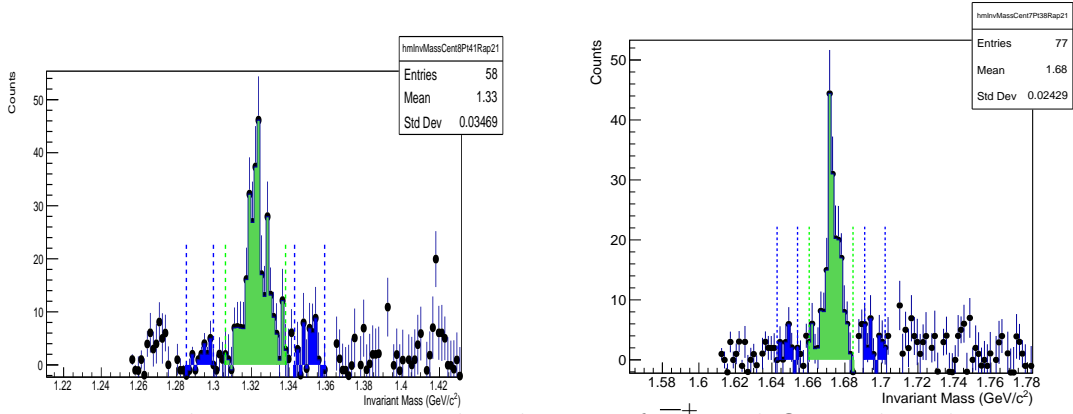 hmInvMassCent8Pt41Rap21
Entries 58
Mean 1.33
Std Dev 0.03469
Counts
50
40
30
20
10
0
1.22 1.24 1.26 1.28 1.3 1.32 1.34 1.36 1.38 1.4 1.42
Invariant Mass (GeV/c²)
hmInvMassCent7Pt38Rap21
Entries 77
Mean 1.68
Std Dev 0.02429
Counts
50
40
30
20
10
0
1.58 1.6 1.62 1.64 1.66 1.68 1.7 1.72 1.74 1.76 1.78
Invariant Mass (GeV/c²)